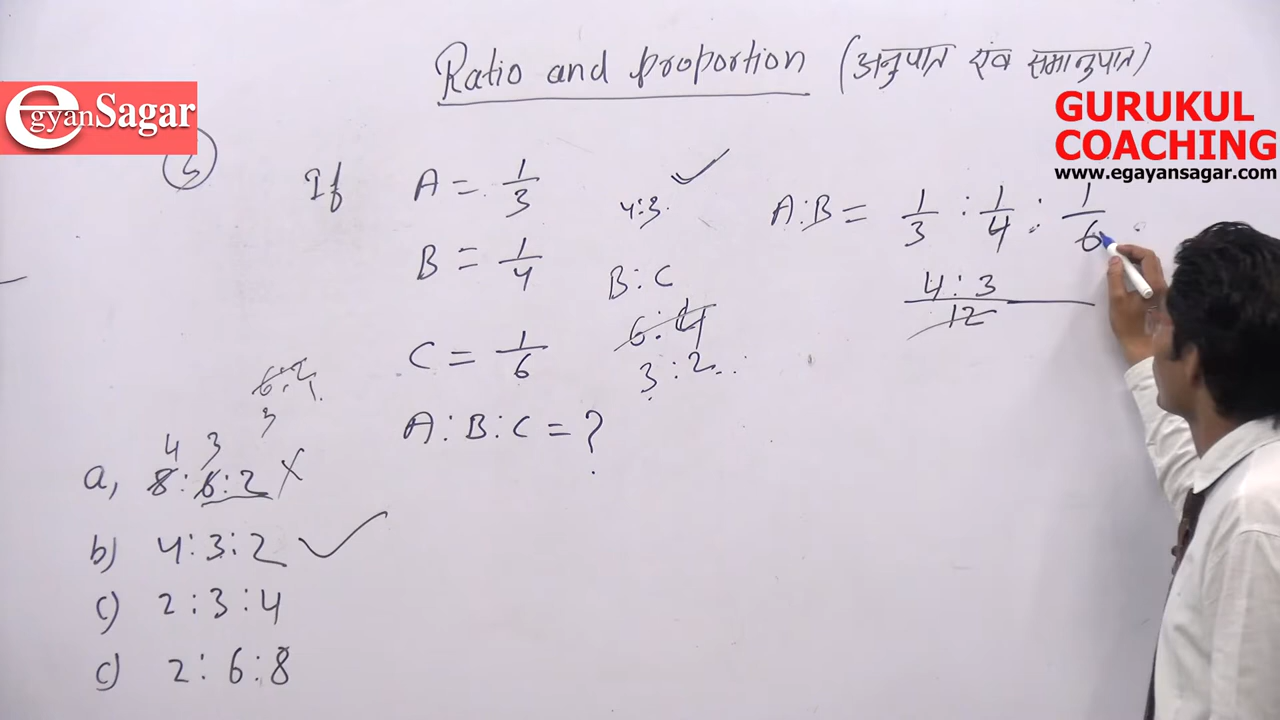 Ratio and proportion (अनुपात एवं समानुपात)
egyanSagar
GURUKUL
COACHING
www.egayansagar.com
5
If A = 1/3
4:3
A:B = 1/3 : 1/4 : 1/6
B = 1/4
B:C
4:3
12
6:4
C = 1/6
3:2
6:2
3
A:B:C = ?
4 3
a, 8:6:2
b) 4:3:2
c) 2:3:4
c) 2:6:8